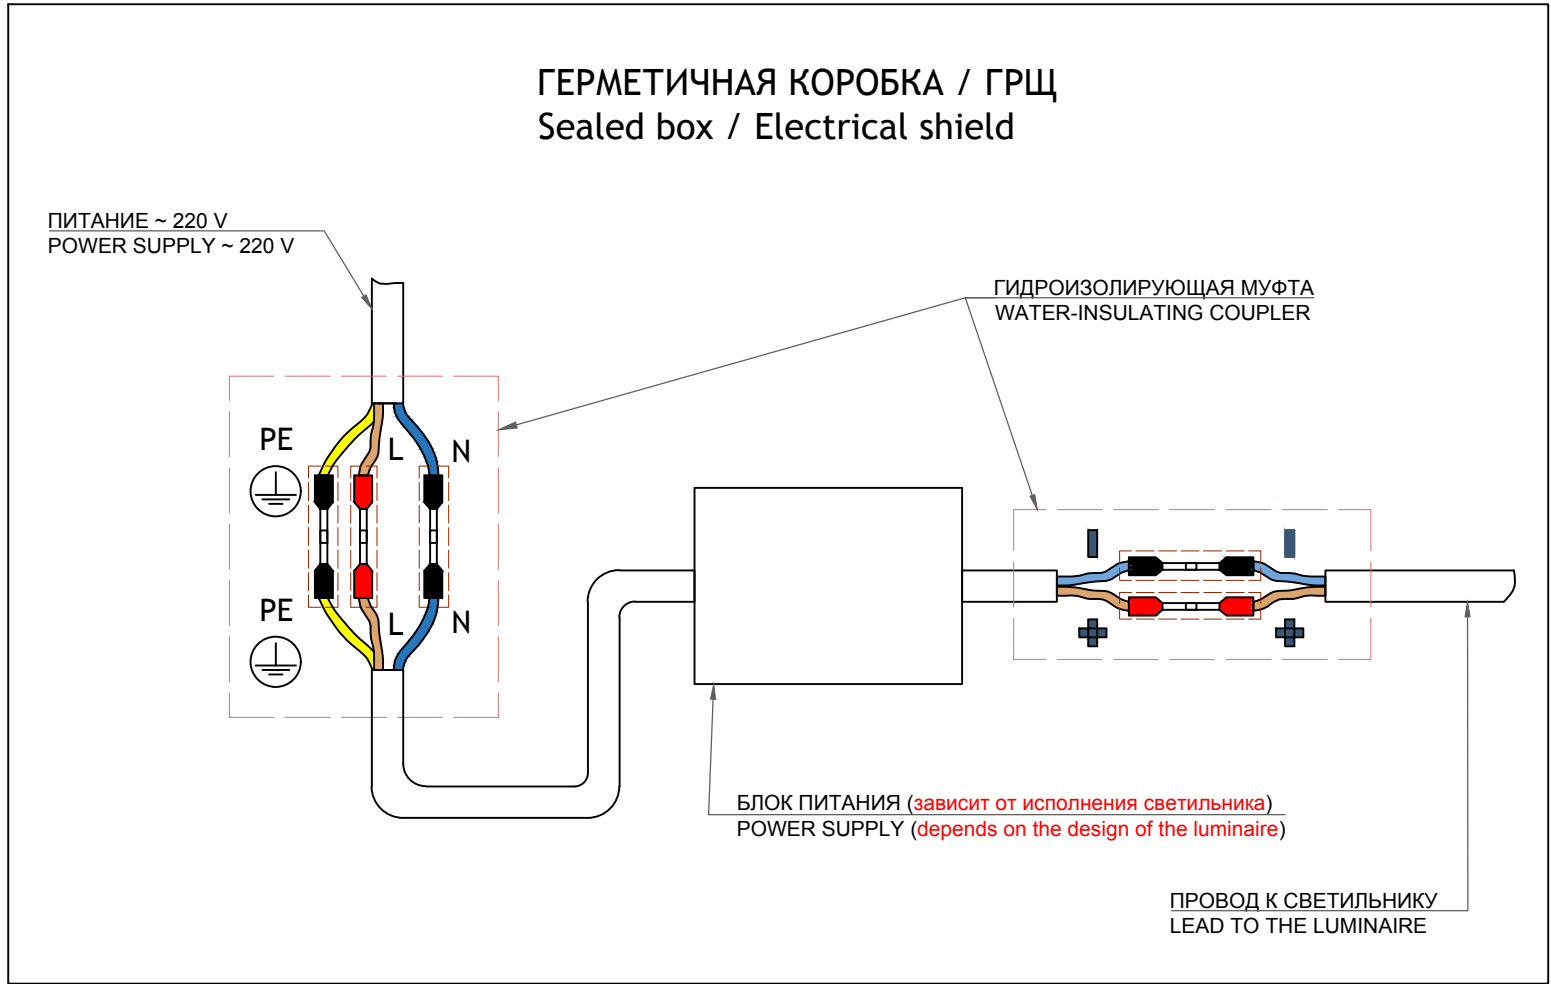 ГЕРМЕТИЧНАЯ КОРОБКА / ГРЩ
Sealed box / Electrical shield
ПИТАНИЕ ~ 220 V
POWER SUPPLY ~ 220 V
ГИДРОИЗОЛИРУЮЩАЯ МУФТА
WATER-INSULATING COUPLER
PE
L
N
PE
L
N
БЛОК ПИТАНИЯ (зависит от исполнения светильника)
POWER SUPPLY (depends on the design of the luminaire)
ПРОВОД К СВЕТИЛЬНИКУ
LEAD TO THE LUMINAIRE